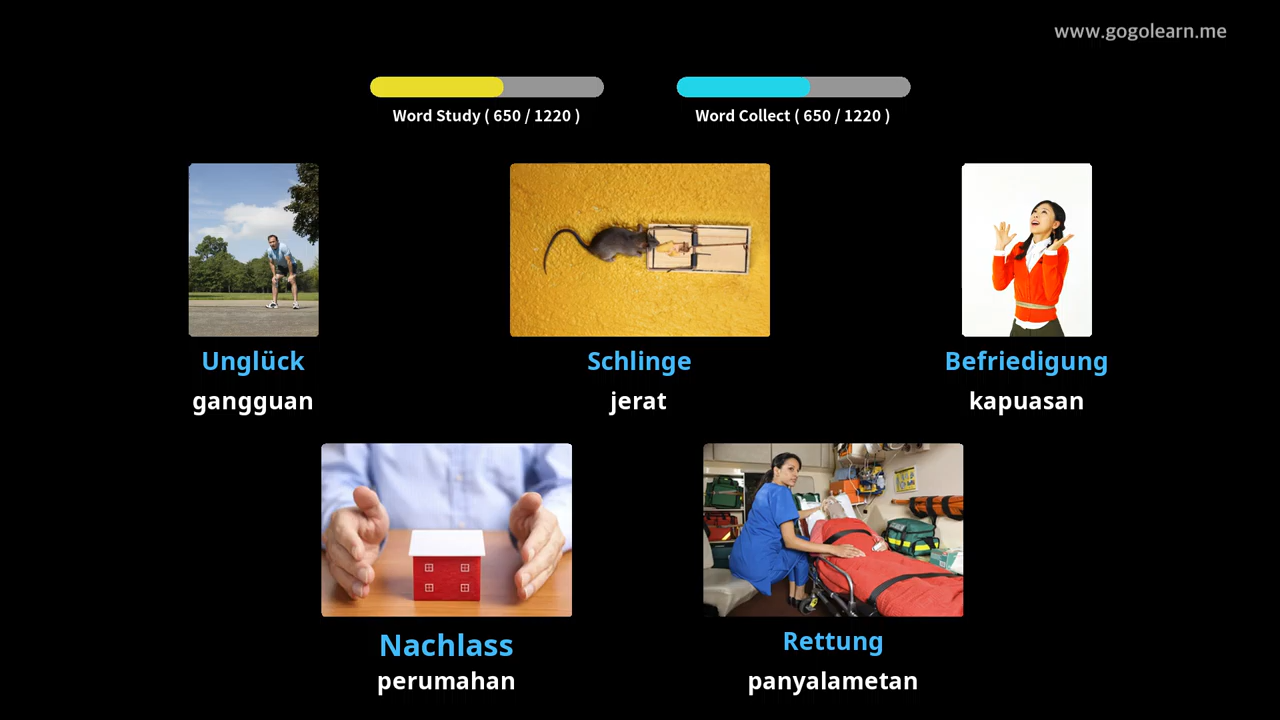 www.gogolearn.me
Word Study ( 650 / 1220 )
Word Collect ( 650 / 1220 )
Unglück
gangguan
Schlinge
jerat
Befriedigung
kapuasan
Nachlass
perumahan
Rettung
panyalametan